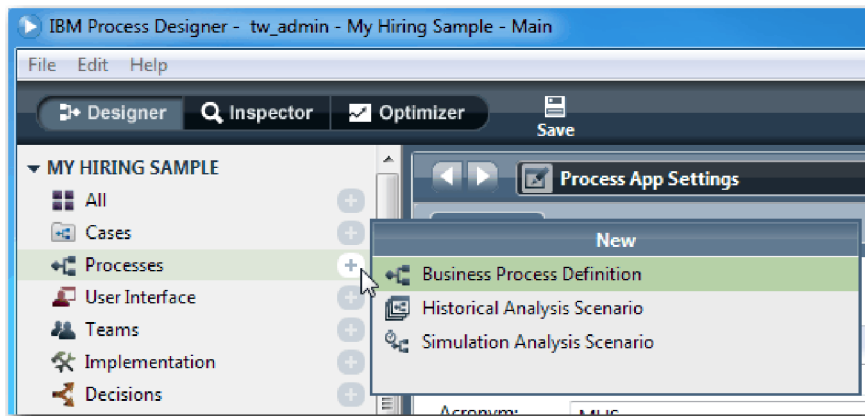 IBM Process Designer - tw_admin - My Hiring Sample - Main
File Edit Help
Designer Inspector Optimizer Save
MY HIRING SAMPLE
Process App Settings
All
Cases
New
Processes
Business Process Definition
User Interface
Historical Analysis Scenario
Teams
Simulation Analysis Scenario
Implementation
Decisions
Acronym: MHS